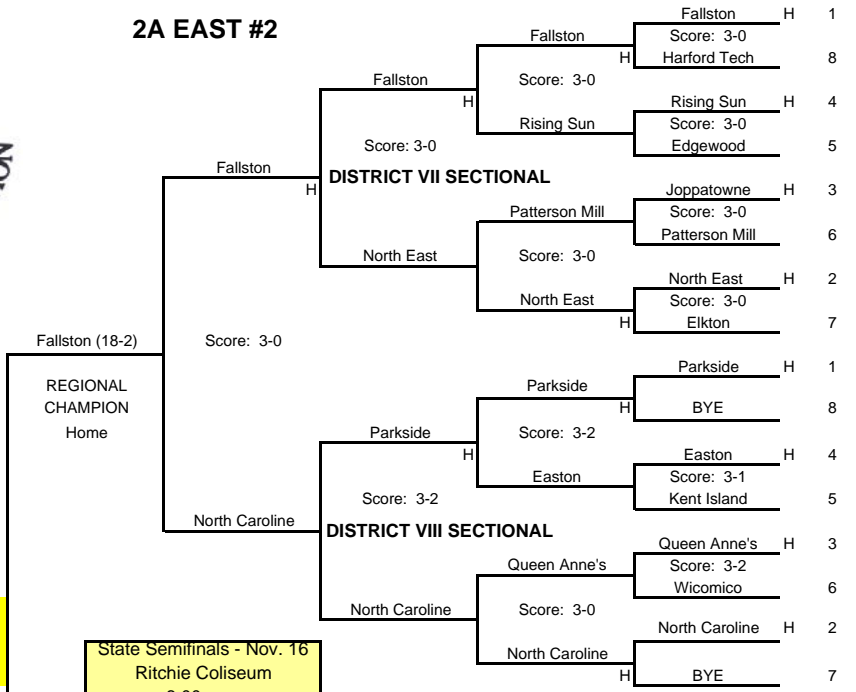 2A EAST #2
Fallston H 1
Score: 3-0
Harford Tech 8
Fallston
H
Score: 3-0
Rising Sun H 4
Score: 3-0
Edgewood 5
Rising Sun
Fallston
H
Score: 3-0
DISTRICT VII SECTIONAL
Joppatowne H 3
Score: 3-0
Patterson Mill 6
Patterson Mill
Score: 3-0
North East H 2
Score: 3-0
Elkton 7
North East
H
North East
Fallston
H
Score: 3-0
Fallston (18-2)
REGIONAL
CHAMPION
Home
Parkside H 1
BYE 8
Parkside
H
Score: 3-2
Easton H 4
Score: 3-1
Kent Island 5
Easton
Parkside
H
Score: 3-2
DISTRICT VIII SECTIONAL
North Caroline
Queen Anne's H 3
Score: 3-2
Wicomico 6
Queen Anne's
Score: 3-0
North Caroline H 2
BYE 7
North Caroline
H
North Caroline
State Semifinals - Nov. 16
Ritchie Coliseum